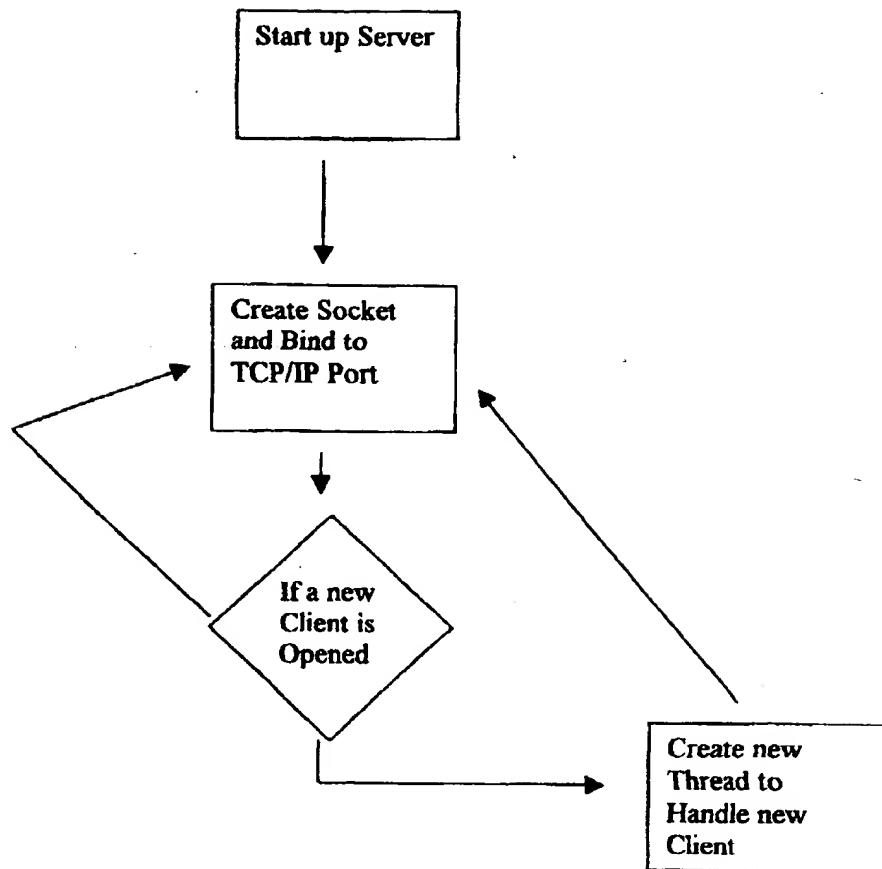 Start up Server
Create Socket
and Bind to
TCP/IP Port
If a new
Client is
Opened
Create new
Thread to
Handle new
Client